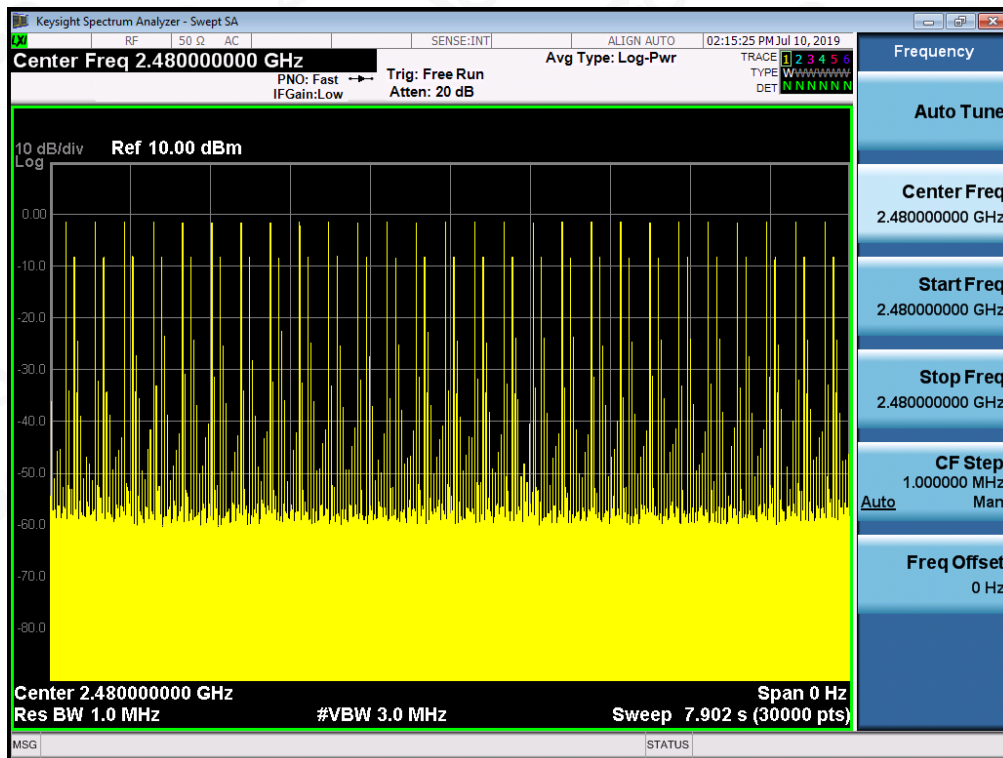 Keysight Spectrum Analyzer - Swept SA
LXI RF 50 Ω AC SENSE:INT ALIGN AUTO 02:15:25 PM Jul 10, 2019
Center Freq 2.480000000 GHz
PNO: Fast
IFGain:Low
Trig: Free Run
Atten: 20 dB
Avg Type: Log-Pwr
TRACE 1 2 3 4 5 6
TYPE WWWWWW
DET N N N N N N
Frequency
Auto Tune
Center Freq
2.480000000 GHz
Start Freq
2.480000000 GHz
Stop Freq
2.480000000 GHz
CF Step
1.000000 MHz
Auto Man
Freq Offset
0 Hz
10 dB/div Ref 10.00 dBm
Log
0.00
-10.0
-20.0
-30.0
-40.0
-50.0
-60.0
-70.0
-80.0
Center 2.480000000 GHz Span 0 Hz
Res BW 1.0 MHz #VBW 3.0 MHz Sweep 7.902 s (30000 pts)
MSG STATUS